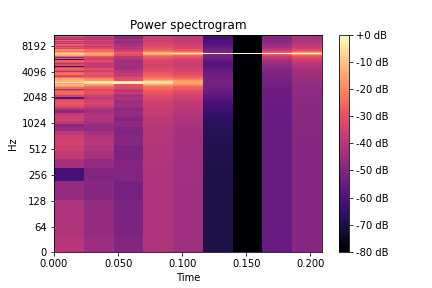 Power spectrogram
8192
4096
2048
1024
512
256
128
64
0
Hz
0.000 0.050 0.100 0.150 0.200
Time
+0 dB
-10 dB
-20 dB
-30 dB
-40 dB
-50 dB
-60 dB
-70 dB
-80 dB